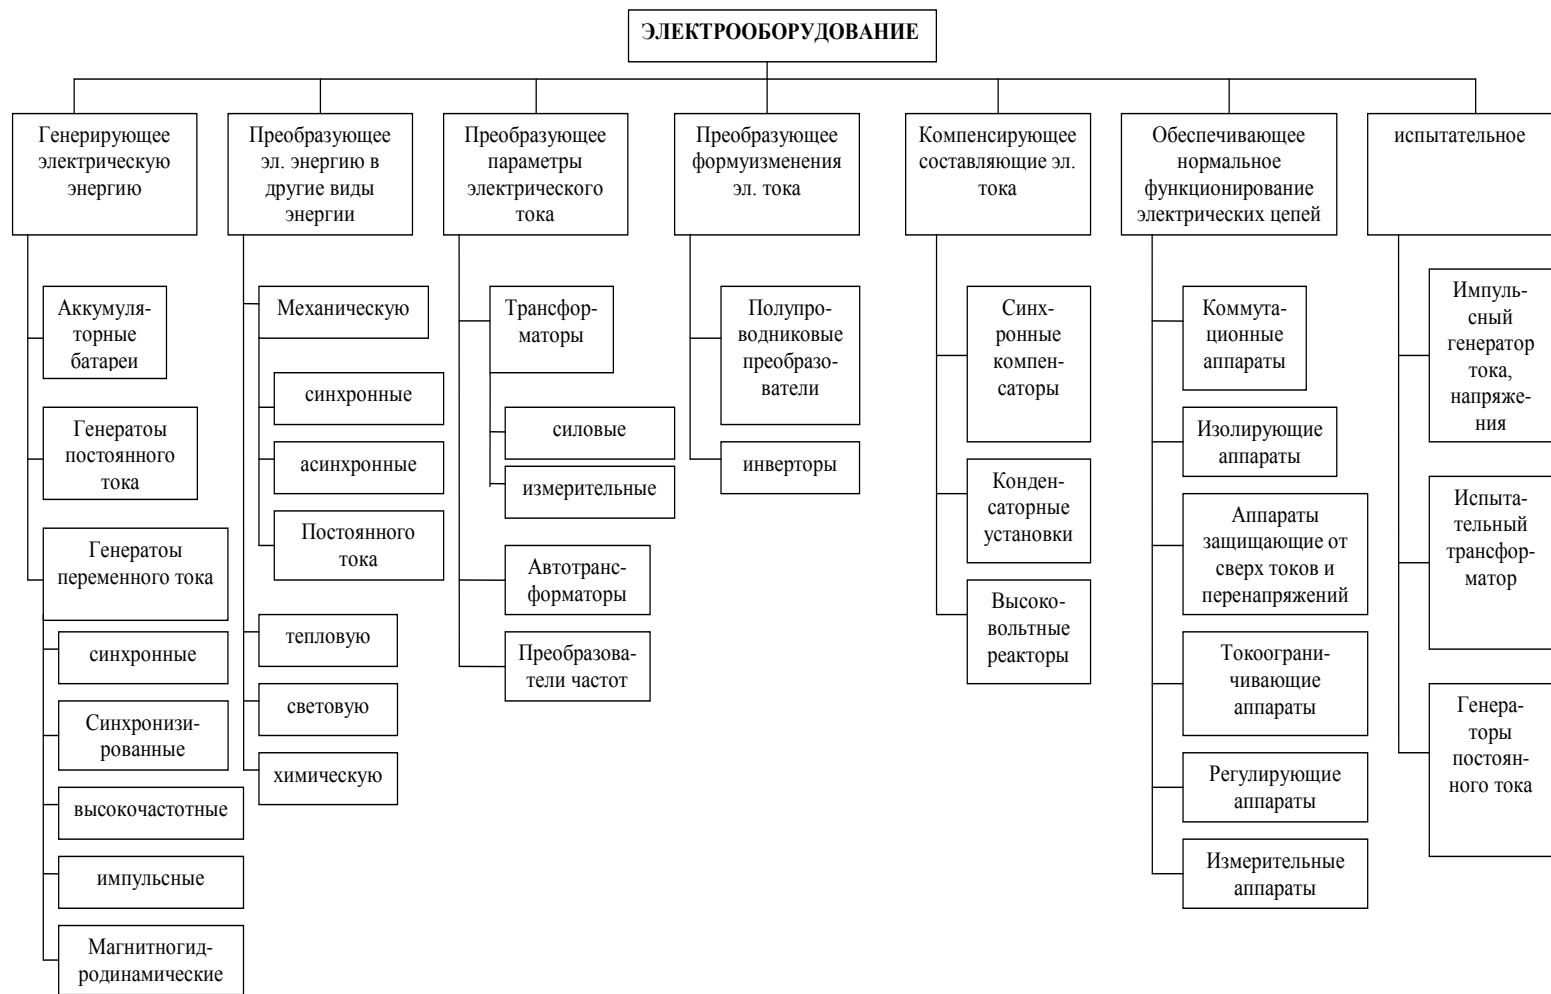 ЭЛЕКТРООБОРУДОВАНИЕ
Генерирующее
электрическую
энергию
Преобразующее
эл. энергию в
другие виды
энергии
Преобразующее
параметры
электрического
тока
Преобразующее
формуизменения
эл. тока
Компенсирующее
составляющие эл.
тока
Обеспечивающее
нормальное
функционирование
электрических цепей
испытательное
Аккумуля-
торные
батареи
Генератоы
постоянного
тока
Генератоы
переменного тока
синхронные
Синхронизи-
рованные
высокочастотные
импульсные
Магнитногид-
родинамические
Механическую
синхронные
асинхронные
Постоянного
тока
тепловую
световую
химическую
Трансфор-
маторы
силовые
измерительные
Автотранс-
форматоры
Преобразова-
тели частот
Полупро-
водниковые
преобразо-
ватели
инверторы
Синх-
ронные
компен-
саторы
Конден-
саторные
установки
Высоко-
вольтные
реакторы
Коммута-
ционные
аппараты
Изолирующие
аппараты
Аппараты
защищающие от
сверх токов и
перенапряжений
Токоограни-
чивающие
аппараты
Регулирующие
аппараты
Измерительные
аппараты
Импуль-
сный
генератор
тока,
напряже-
ния
Испыта-
тельный
трансфор-
матор
Генера-
торы
постоян-
ного тока